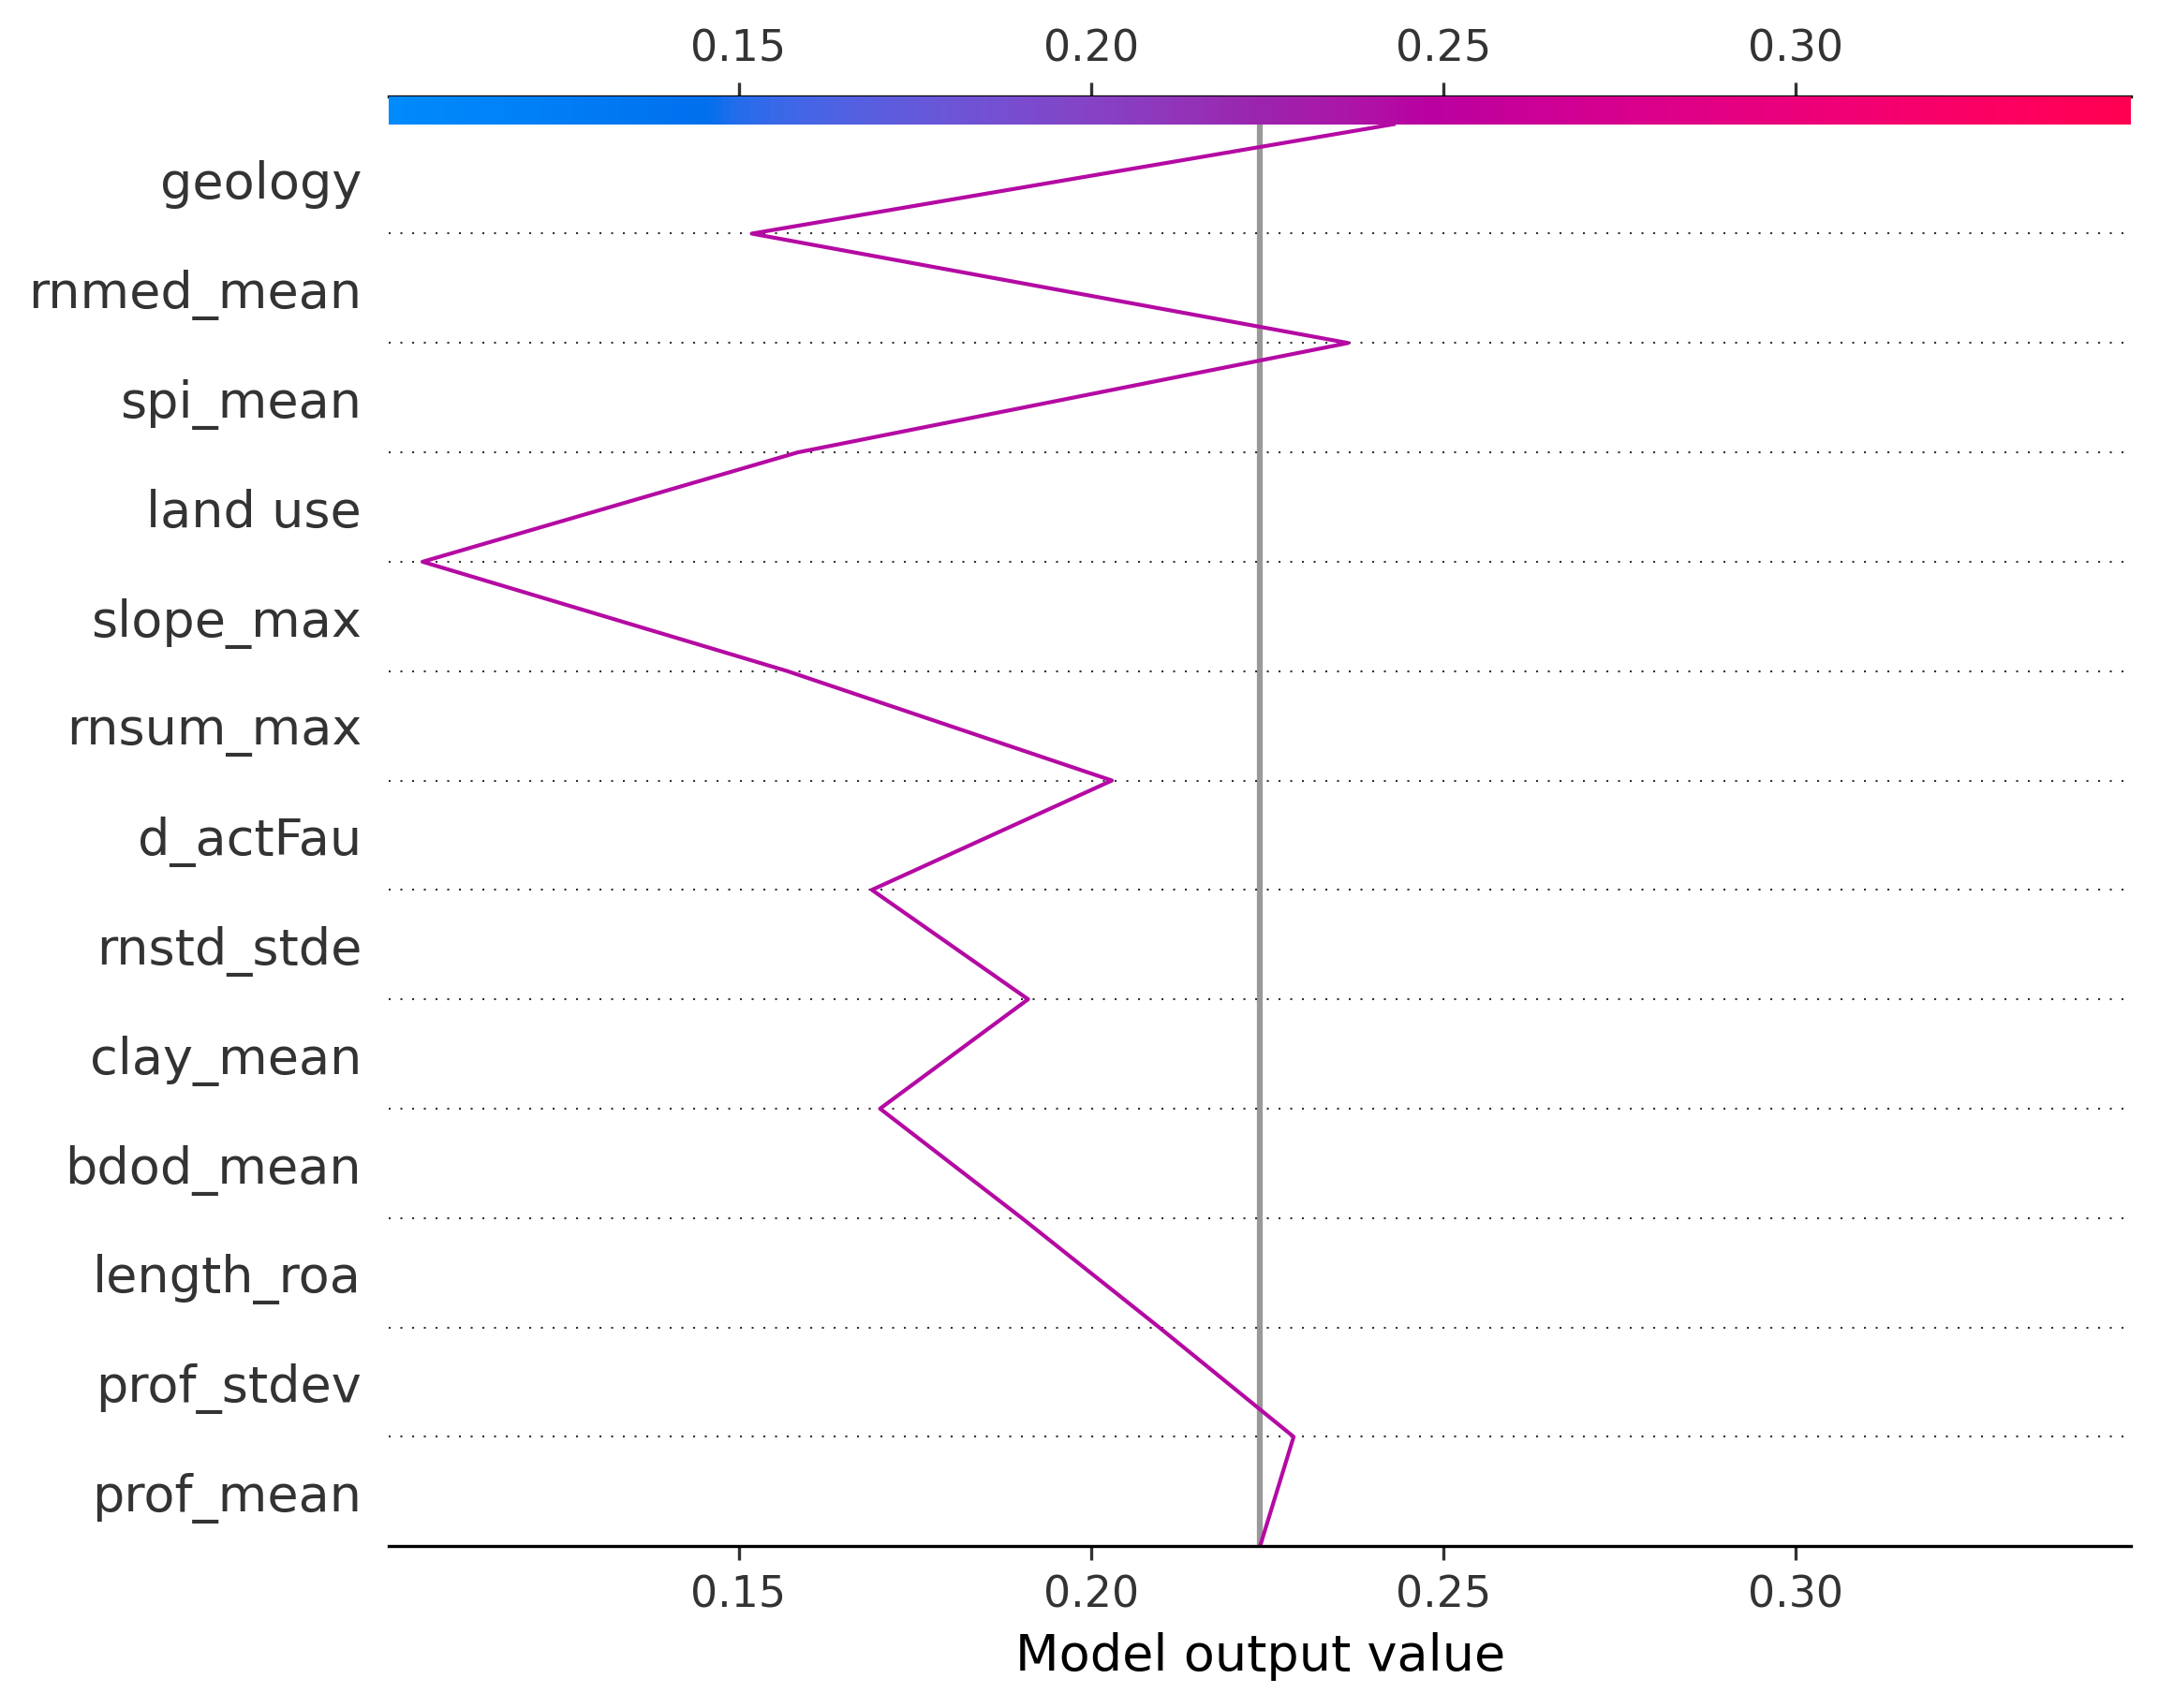 0.15 0.20 0.25 0.30
geology
rnmed_mean
spi_mean
land use
slope_max
rnsum_max
d_actFau
rnstd_stde
clay_mean
bdod_mean
length_roa
prof_stdev
prof_mean
0.15 0.20 0.25 0.30
Model output value